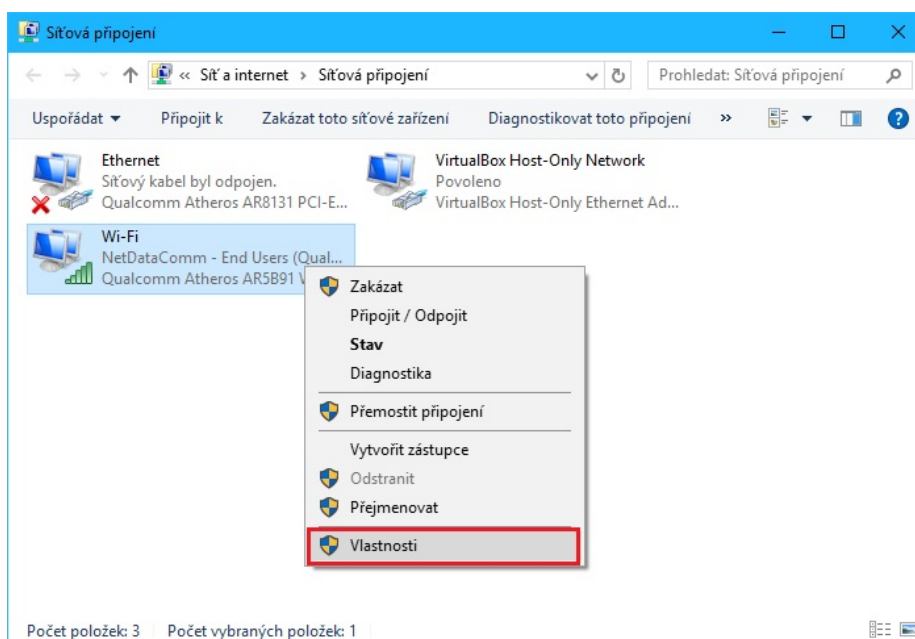 Síťová připojení
« Síť a internet › Síťová připojení
Prohledat: Síťová připojení
Uspořádat
Připojit k
Zakázat toto síťové zařízení
Diagnostikovat toto připojení
»
Ethernet
Síťový kabel byl odpojen.
Qualcomm Atheros AR8131 PCI-E...
VirtualBox Host-Only Network
Povoleno
VirtualBox Host-Only Ethernet Ad...
Wi-Fi
NetDataComm - End Users (Qual...
Qualcomm Atheros AR5B91
Zakázat
Připojit / Odpojit
Stav
Diagnostika
Přemostit připojení
Vytvořit zástupce
Odstranit
Přejmenovat
Vlastnosti
Počet položek: 3
Počet vybraných položek: 1